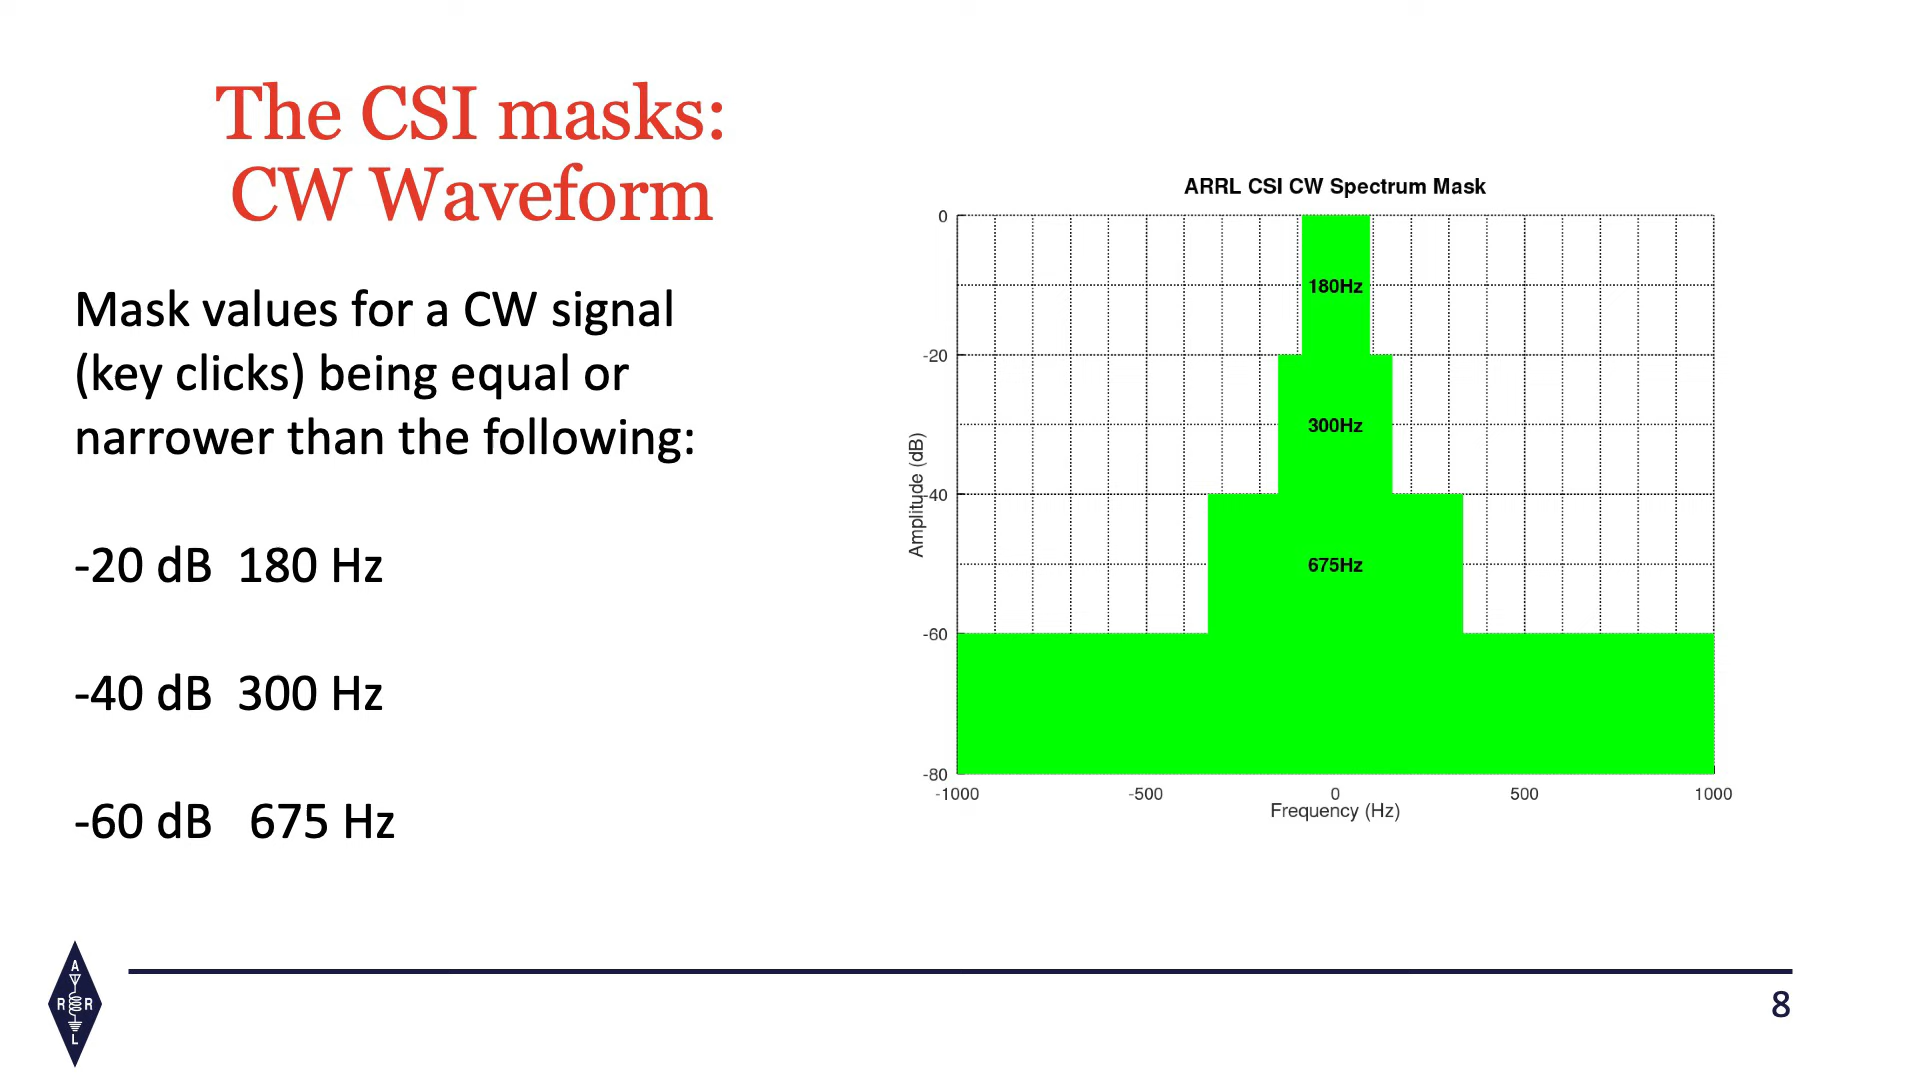 The CSI masks:
CW Waveform
Mask values for a CW signal
(key clicks) being equal or
narrower than the following:
-20 dB 180 Hz
-40 dB 300 Hz
-60 dB 675 Hz
ARRL CSI CW Spectrum Mask
0
-20
-40
-60
-80
Amplitude (dB)
180Hz
300Hz
675Hz
-1000
-500
0
500
1000
Frequency (Hz)
A
R R
L
8